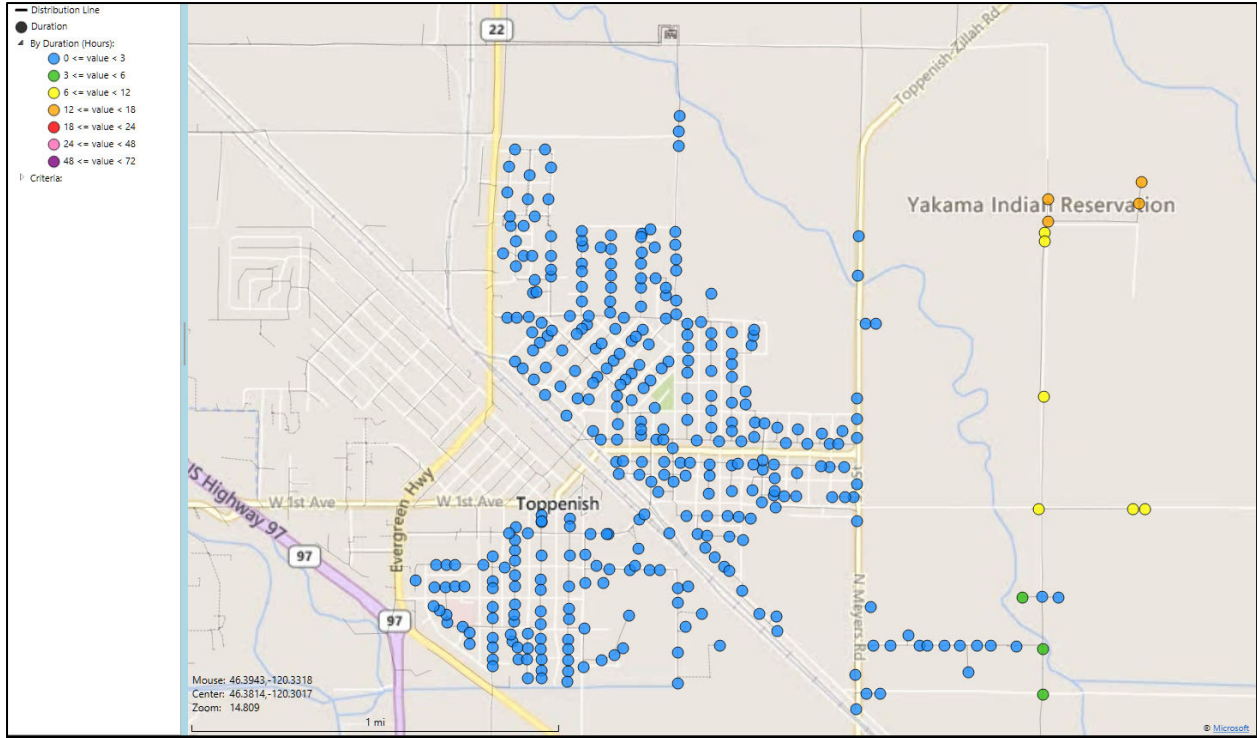 Distribution Line
Duration
By Duration (Hours):
0 <= value < 3
3 <= value < 6
6 <= value < 12
12 <= value < 18
18 <= value < 24
24 <= value < 48
48 <= value < 72
Criteria:
22
Toppenish-Zillah Rd
Yakama Indian Reservation
US Highway 97
W 1st Ave
Evergreen Hwy
W 1st Ave
Toppenish
97
97
N Meyers Rd
Mouse: 46.3943,-120.3318
Center: 46.3814,-120.3017
Zoom: 14.809
1 mi
© Microsoft